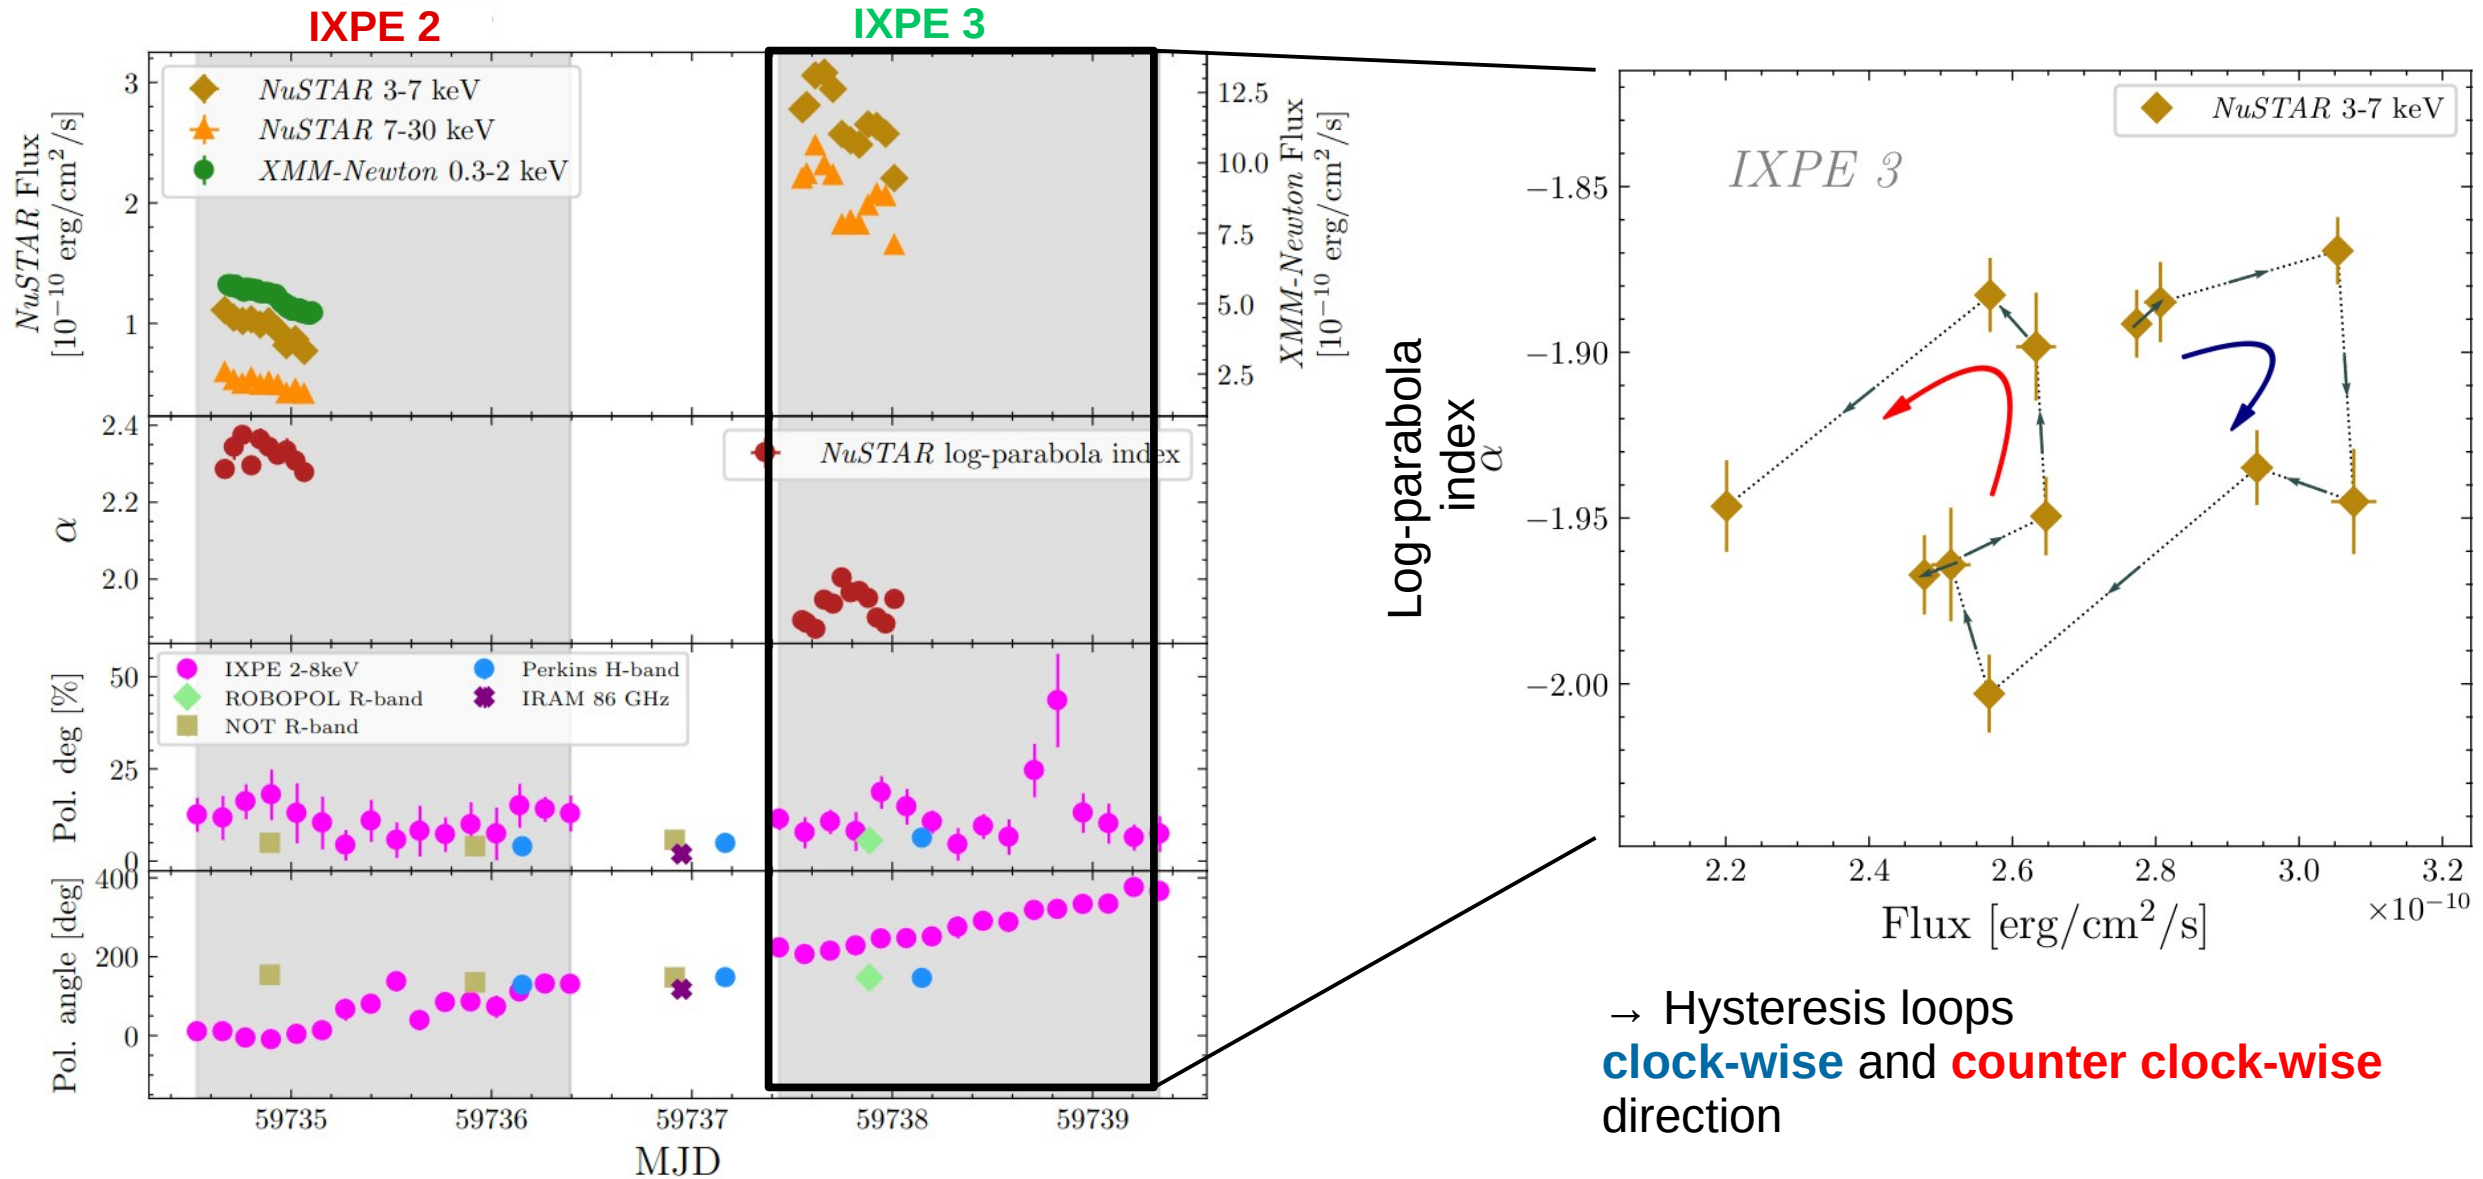 IXPE 2
IXPE 3
NuSTAR Flux
[10⁻¹⁰ erg/cm²/s]
3
2
1
NuSTAR 3-7 keV
NuSTAR 7-30 keV
XMM-Newton 0.3-2 keV
12.5
10.0
7.5
5.0
2.5
XMM-Newton Flux
[10⁻¹⁰ erg/cm²/s]
α
2.4
2.2
2.0
NuSTAR log-parabola index
Pol. deg [%]
50
25
0
IXPE 2-8keV
ROBOPOL R-band
NOT R-band
Perkins H-band
IRAM 86 GHz
Pol. angle [deg]
400
200
0
59735
59736
59737
59738
59739
MJD
Log-parabola
index
α
−1.85
−1.90
−1.95
−2.00
NuSTAR 3-7 keV
IXPE 3
2.2
2.4
2.6
2.8
3.0
3.2
×10⁻¹⁰
Flux [erg/cm²/s]
→ Hysteresis loops
clock-wise and counter clock-wise
direction